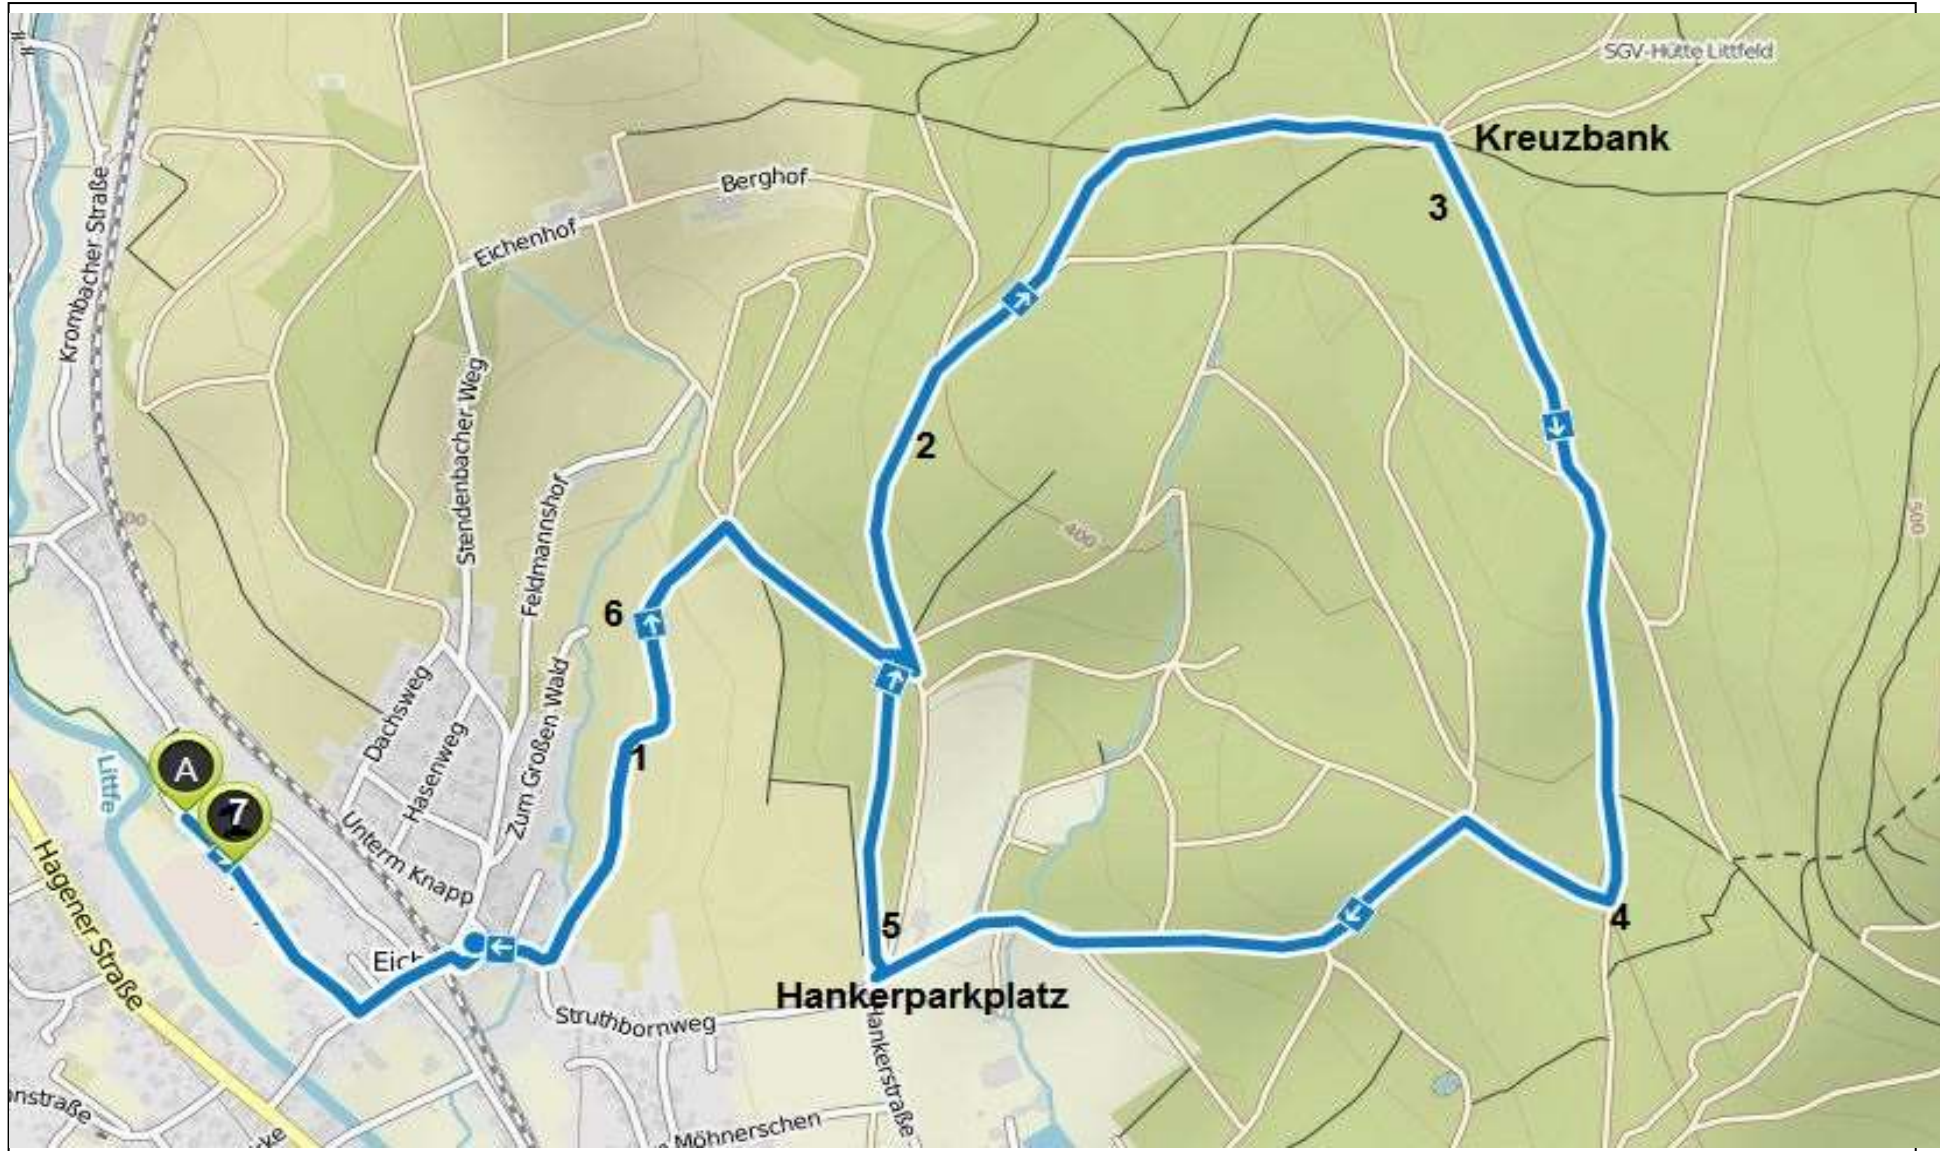 SGV-Hütte Littfeld
Kreuzbank
Berghof
3
Eichenhof
Krombacher Straße
2
Stendenbacher Weg
Feldmannshof
400
500
6
Dachsweg
Hasenweg
Zum Großen Wald
1
A
7
Littfe
Unterm Knapp
Hagener Straße
5
4
Hankerparkplatz
Struthbornweg
Hankerstraße
Möhnerschen